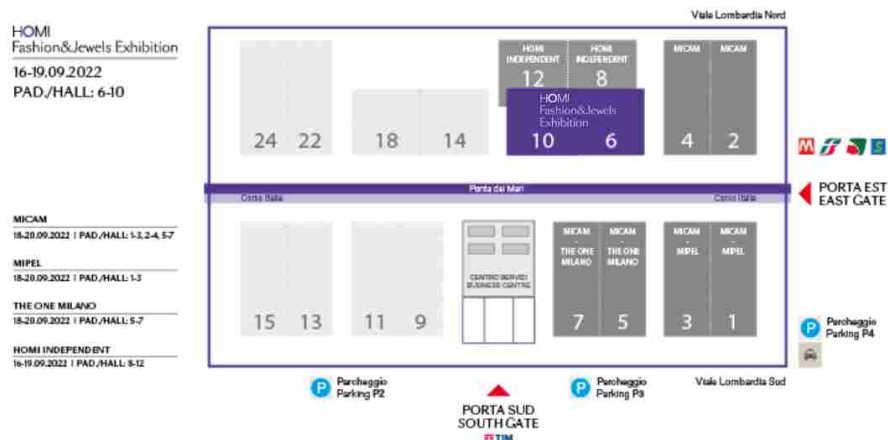 HOMI
Fashion&Jewels Exhibition
16-19.09.2022
PAD./HALL: 6-10
MICAM
18-20.09.2022 | PAD./HALL: 1-3, 2-4, 5-7
MIPEL
18-20.09.2022 | PAD./HALL: 1-3
THE ONE MILANO
18-20.09.2022 | PAD./HALL: 5-7
HOMI INDEPENDENT
16-19.09.2022 | PAD./HALL: 8-12
Viale Lombardia Nord
24 22
18 14
HOMI INDEPENDENT
12
HOMI INDEPENDENT
8
HOMI
Fashion&Jewels
Exhibition
10 6
MICAM MICAM
4 2
M S
PORTA EST
EAST GATE
Ponte dei Mari
Corso Italia
Corso Italia
15 13
11 9
CENTRO SERVIZI
BUSINESS CENTRE
MICAM
-
THE ONE
MILANO
7
MICAM
-
THE ONE
MILANO
5
MICAM
-
MIPEL
3
MICAM
-
MIPEL
1
P Parcheggio
Parking P4
Viale Lombardia Sud
P Parcheggio
Parking P2
P Parcheggio
Parking P3
PORTA SUD
SOUTH GATE
TIM